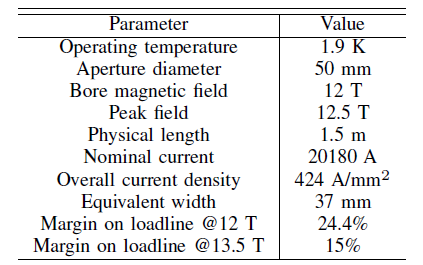 Parameter Value
Operating temperature 1.9 K
Aperture diameter 50 mm
Bore magnetic field 12 T
Peak field 12.5 T
Physical length 1.5 m
Nominal current 20180 A
Overall current density 424 A/mm²
Equivalent width 37 mm
Margin on loadline @12 T 24.4%
Margin on loadline @13.5 T 15%